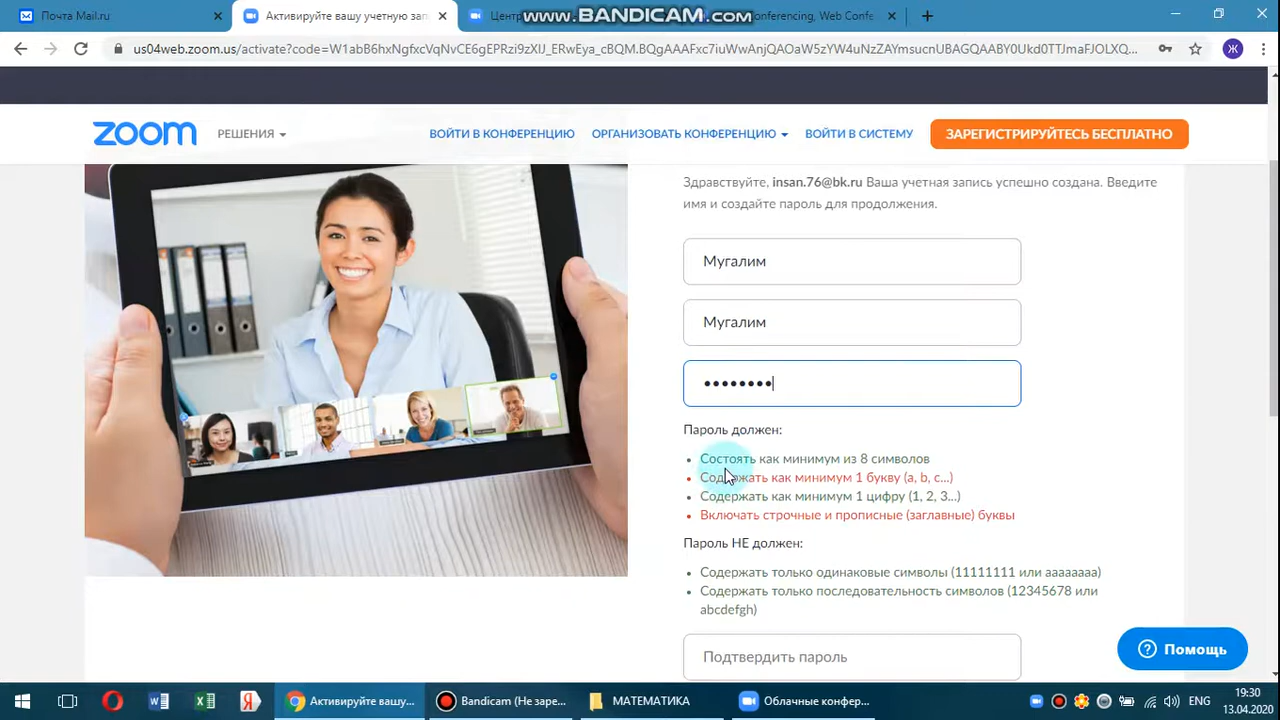 Почта Mail.ru
Активируйте вашу учетную зап
Центр
onferencing, Web Confe
www.BANDICAM.com
us04web.zoom.us/activate?code=
Ж
zoom
РЕШЕНИЯ
ВОЙТИ В КОНФЕРЕНЦИЮ
ОРГАНИЗОВАТЬ КОНФЕРЕНЦИЮ
ВОЙТИ В СИСТЕМУ
ЗАРЕГИСТРИРУЙТЕСЬ БЕСПЛАТНО
Здравствуйте, insan.76@bk.ru Ваша учетная запись успешно создана. Введите
имя и создайте пароль для продолжения.
Мугалим
Мугалим
••••••••
Пароль должен:
Состоять как минимум из 8 символов
Содержать как минимум 1 букву (a, b, c...)
Содержать как минимум 1 цифру (1, 2, 3...)
Включать строчные и прописные (заглавные) буквы
Пароль НЕ должен:
Содержать только одинаковые символы (11111111 или aaaaaaaa)
Содержать только последовательность символов (12345678 или
abcdefgh)
Подтвердить пароль
Помощь
Активируйте вашу...
Bandicam (Не заре...
МАТЕМАТИКА
Облачные конфер...
ENG
19:30
13.04.2020